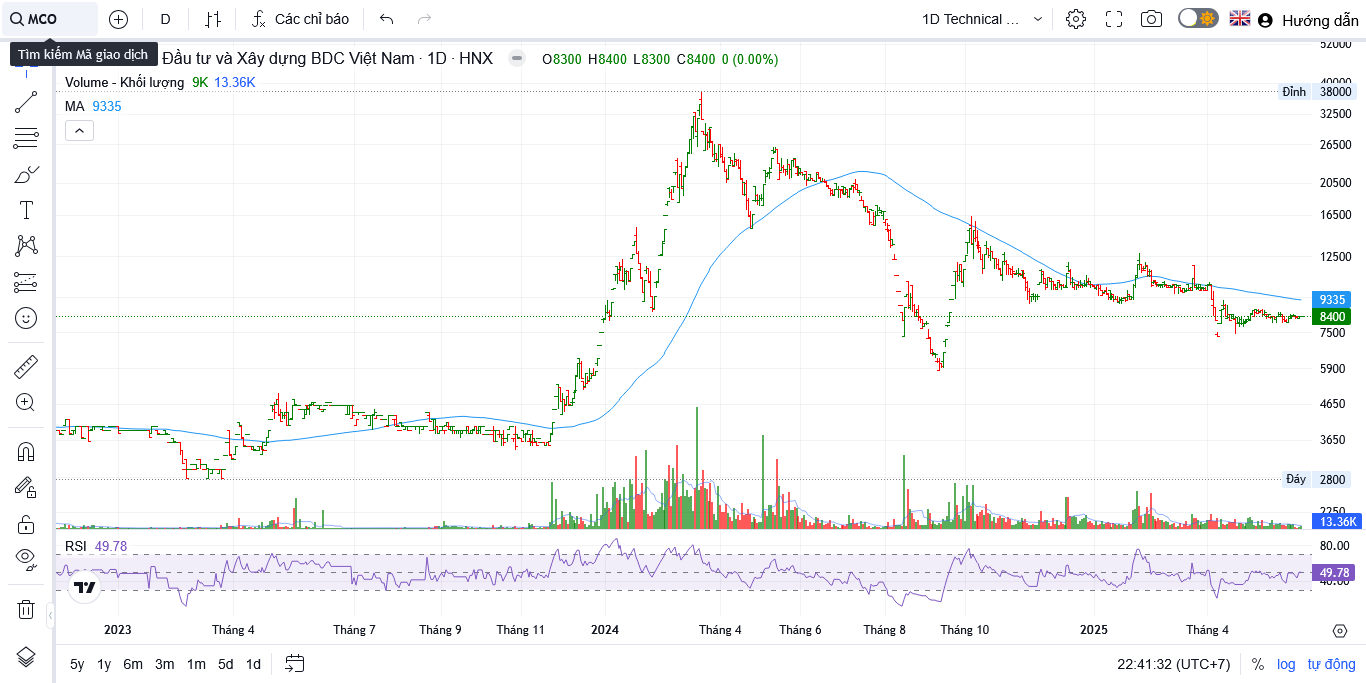 MCO
D
Các chỉ báo
1D Technical ...
Hướng dẫn
Tìm kiếm Mã giao dịch
Đầu tư và Xây dựng BDC Việt Nam · 1D · HNX
O8300 H8400 L8300 C8400 0 (0.00%)
Volume - Khối lượng 9K 13.36K
MA 9335
52000
40000
Đỉnh 38000
32500
26500
20500
16500
12500
9335
8400
7500
5900
4650
3650
Đáy 2800
2250
13.36K
RSI 49.78
80.00
49.78
40.00
2023 Tháng 4 Tháng 7 Tháng 9 Tháng 11 2024 Tháng 4 Tháng 6 Tháng 8 Tháng 10 2025 Tháng 4
5y 1y 6m 3m 1m 5d 1d
22:41:32 (UTC+7) % log tự động